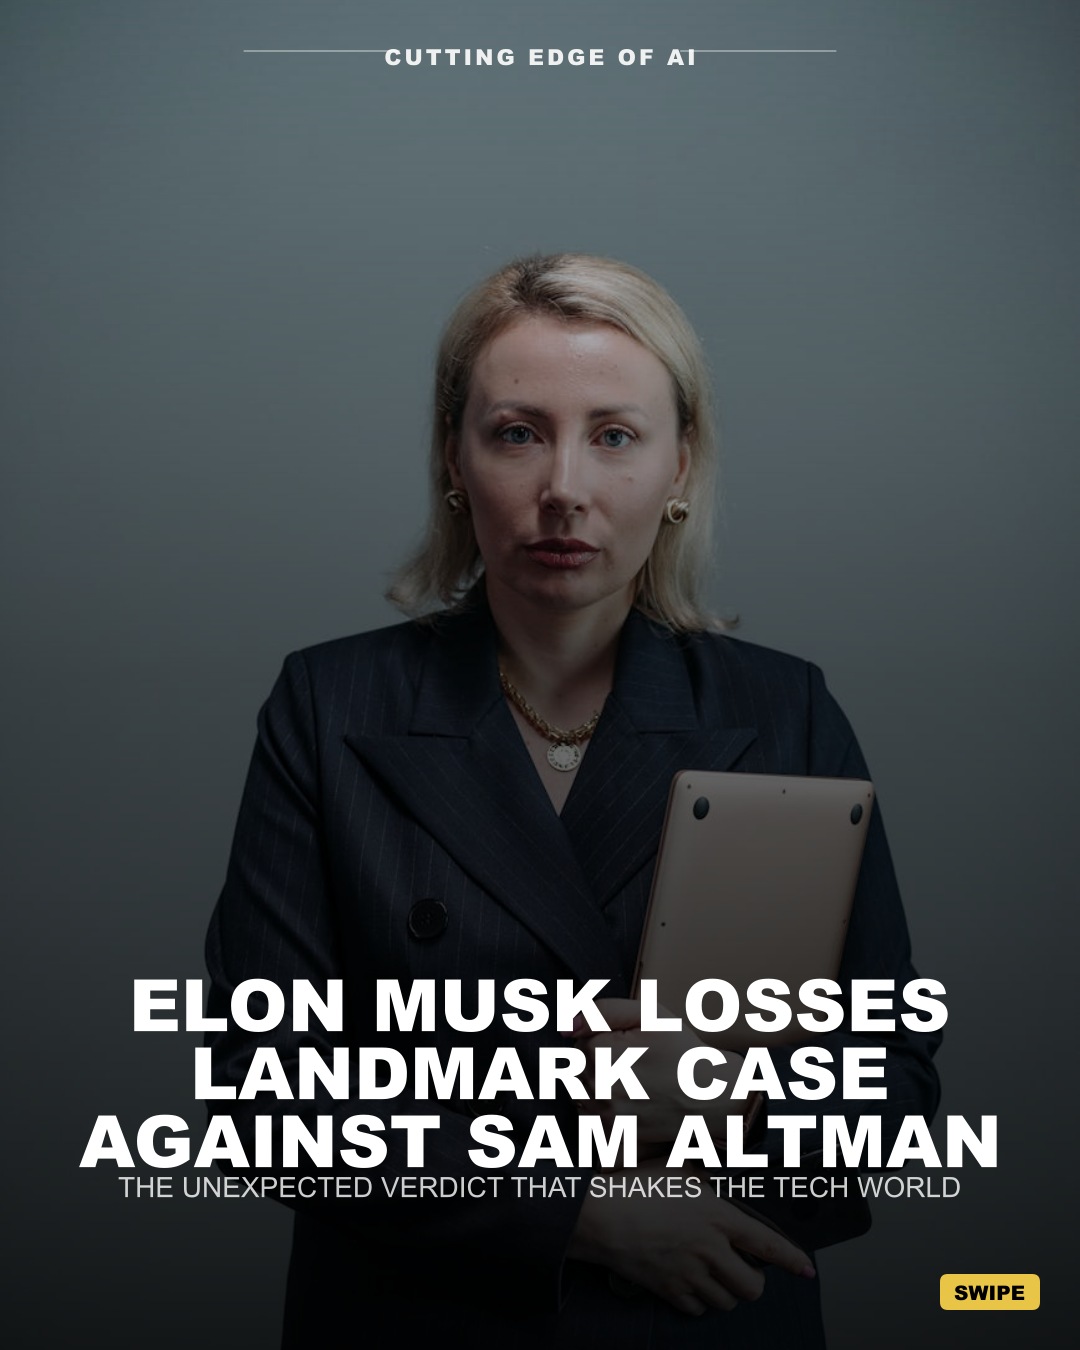 CUTTING EDGE OF AI
ELON MUSK LOSSES
LANDMARK CASE
AGAINST SAM ALTMAN
THE UNEXPECTED VERDICT THAT SHAKES THE TECH WORLD
SWIPE